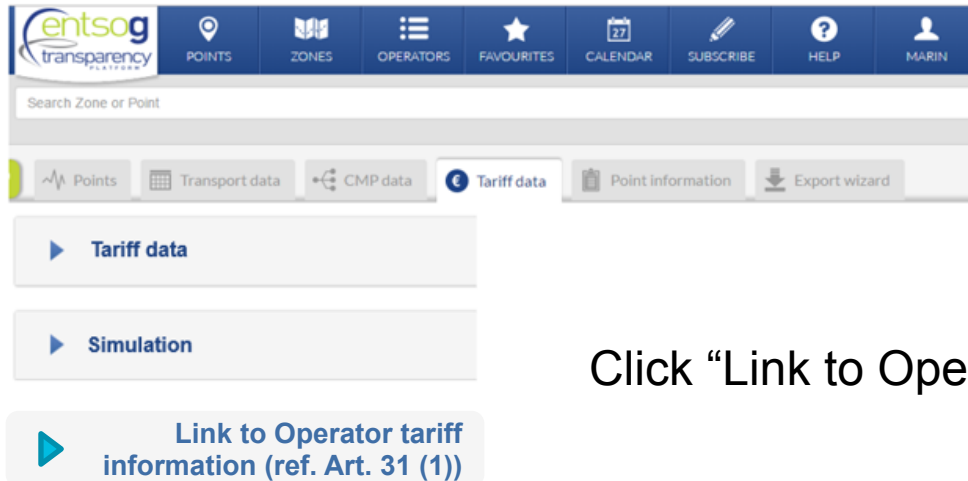 entsog
transparency
PLATFORM
POINTS ZONES OPERATORS FAVOURITES CALENDAR SUBSCRIBE HELP MARIN
27
Search Zone or Point
Points Transport data CMP data € Tariff data Point information Export wizard
Tariff data
Simulation
Click “Link to Ope
Link to Operator tariff
information (ref. Art. 31 (1))